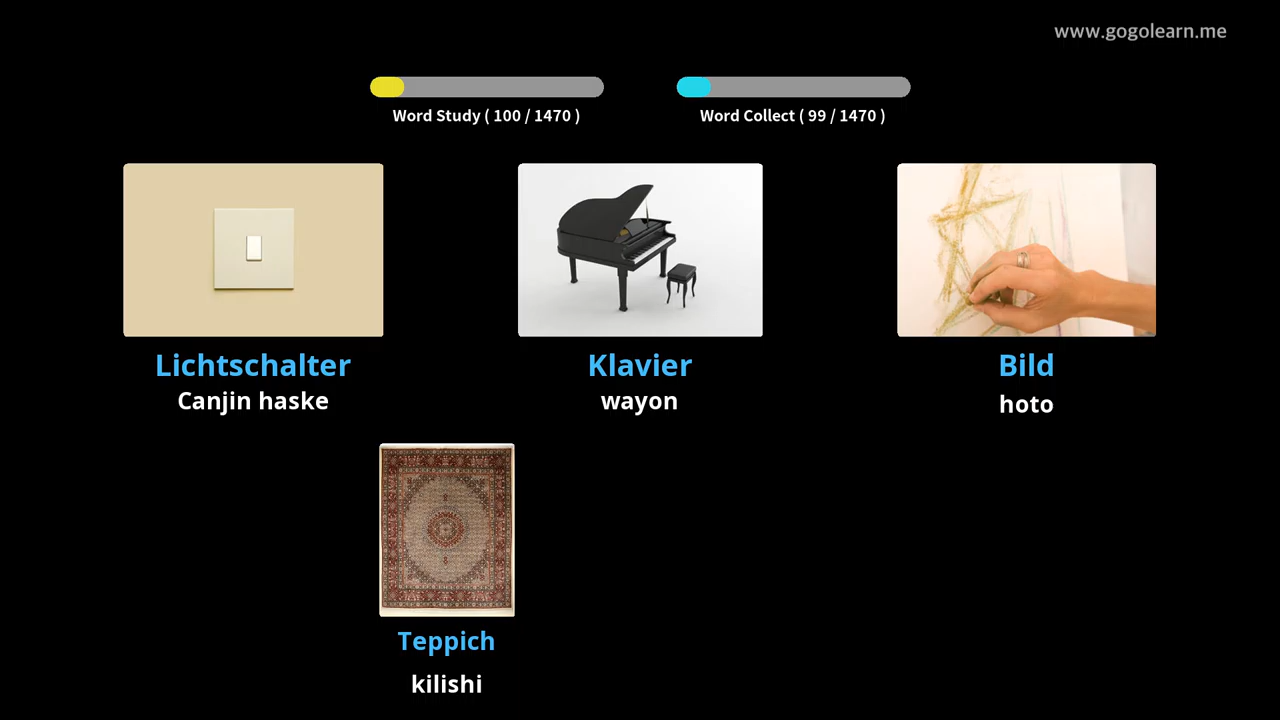 www.gogolearn.me
Word Study ( 100 / 1470 )
Word Collect ( 99 / 1470 )
Lichtschalter
Canjin haske
Klavier
wayon
Bild
hoto
Teppich
kilishi